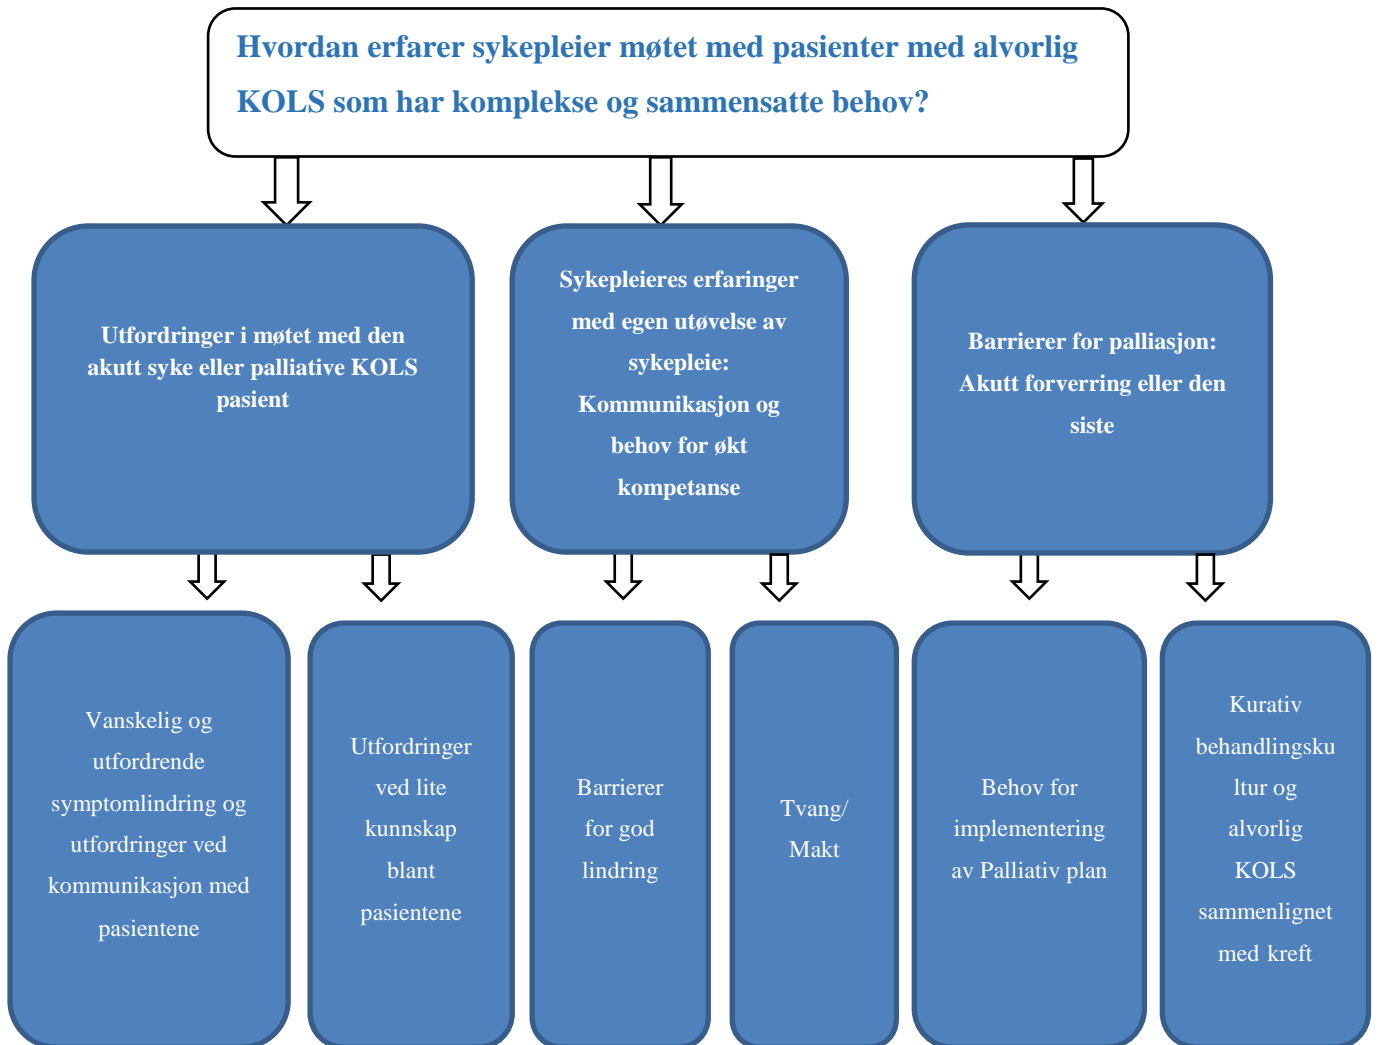 Hvordan erfarer sykepleier møtet med pasienter med alvorlig
KOLS som har komplekse og sammensatte behov?
Utfordringer i møtet med den
akutt syke eller palliative KOLS
pasient
Sykepleieres erfaringer
med egen utøvelse av
sykepleie:
Kommunikasjon og
behov for økt
kompetanse
Barrierer for palliasjon:
Akutt forverring eller den
siste
Vanskelig og
utfordrende
symptomlindring og
utfordringer ved
kommunikasjon med
pasientene
Utfordringer
ved lite
kunnskap
blant
pasientene
Barrierer
for god
lindring
Tvang/
Makt
Behov for
implementering
av Palliativ plan
Kurativ
behandlingsku
ltur og
alvorlig
KOLS
sammenlignet
med kreft